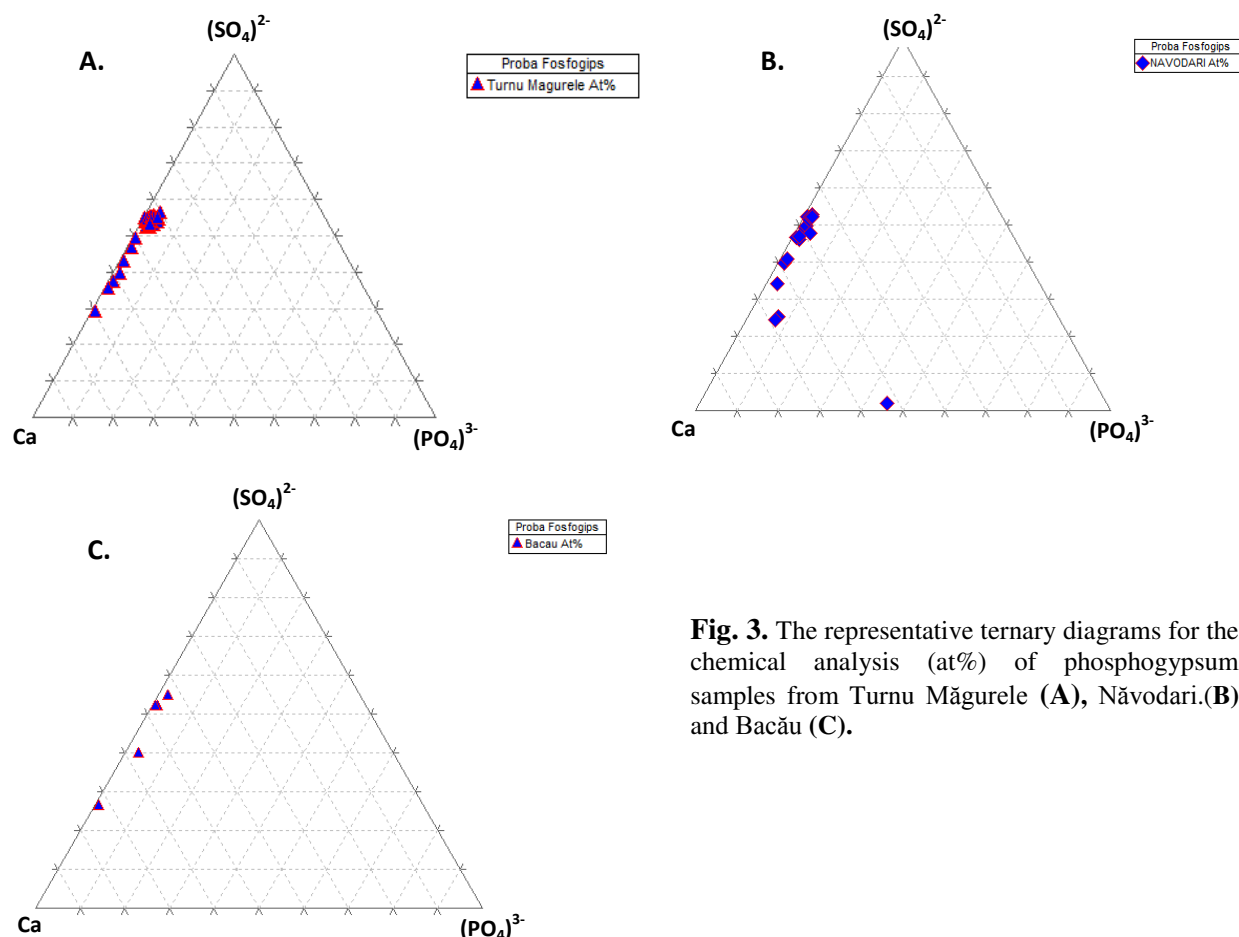 (SO₄)²⁻
A.
Proba Fosfogips
Turnu Magurele At%
Ca
(PO₄)³⁻
(SO₄)²⁻
B.
Proba Fosfogips
NAVODARI At%
Ca
(PO₄)³⁻
(SO₄)²⁻
C.
Proba Fosfogips
Bacau At%
Ca
(PO₄)³⁻
Fig. 3. The representative ternary diagrams for the
chemical analysis (at%) of phosphogypsum
samples from Turnu Măgurele (A), Năvodari.(B)
and Bacău (C).